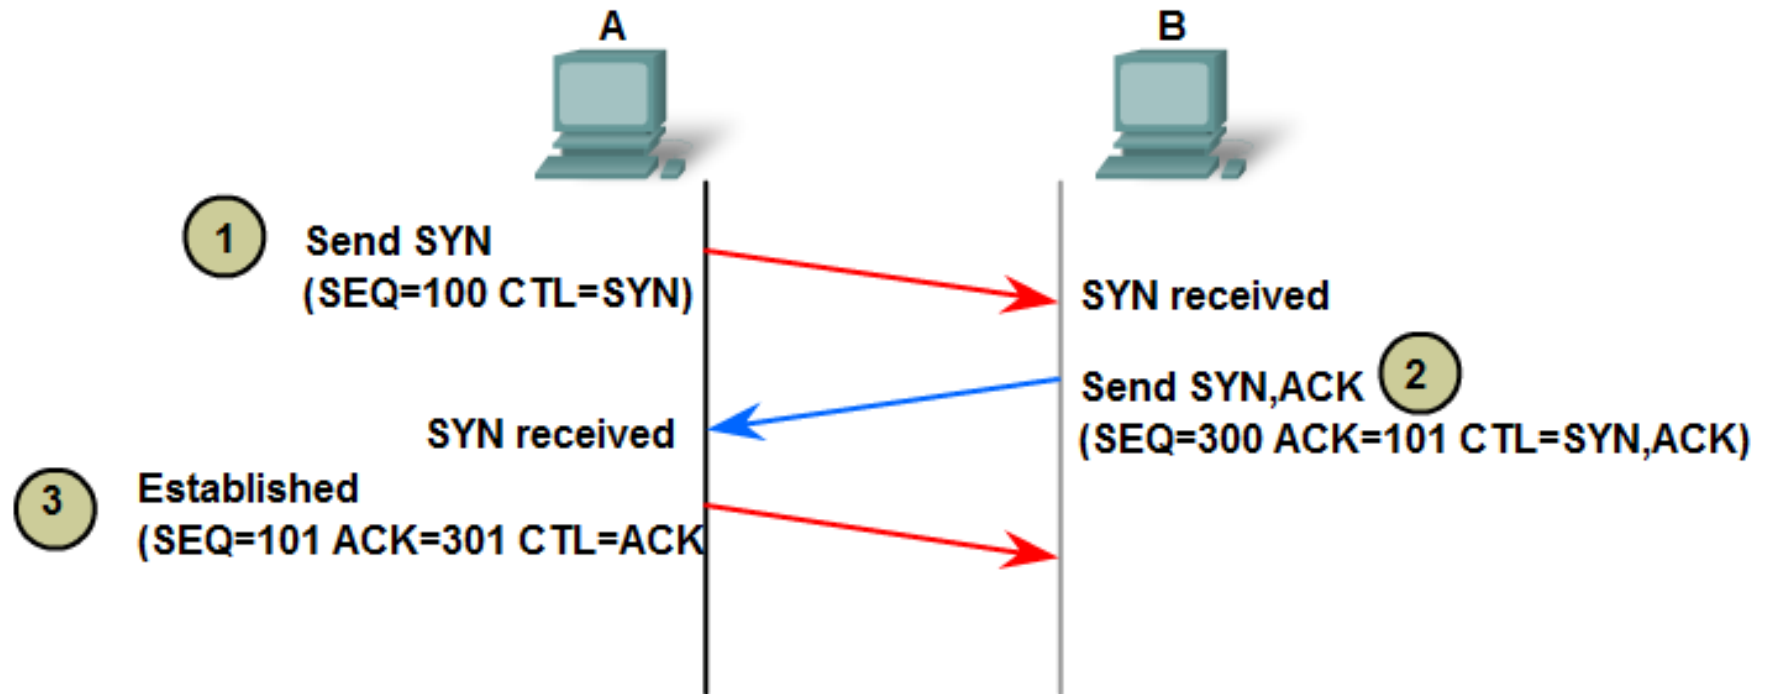 A
B
1
Send SYN
(SEQ=100 CTL=SYN)
SYN received
Send SYN,ACK
2
(SEQ=300 ACK=101 CTL=SYN,ACK)
SYN received
3
Established
(SEQ=101 ACK=301 CTL=ACK